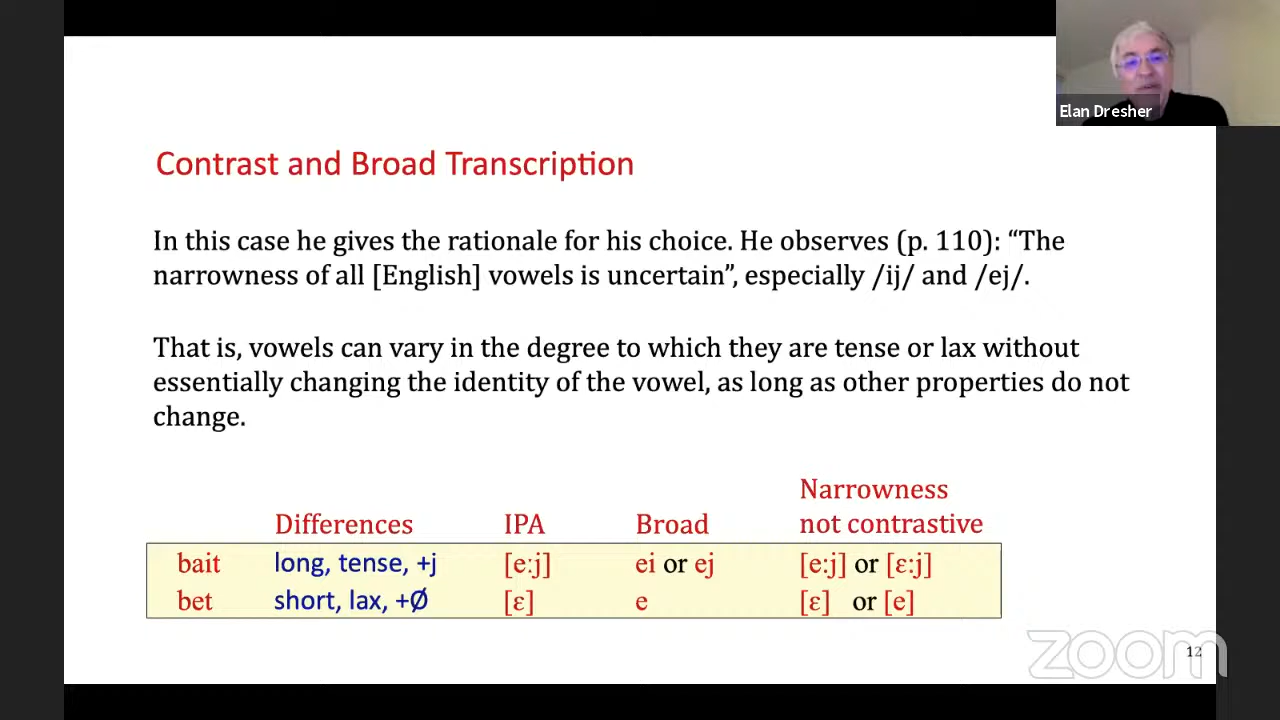 Elan Dresher
Contrast and Broad Transcription
In this case he gives the rationale for his choice. He observes (p. 110): “The
narrowness of all [English] vowels is uncertain”, especially /ij/ and /ej/.
That is, vowels can vary in the degree to which they are tense or lax without
essentially changing the identity of the vowel, as long as other properties do not
change.
Narrowness
Differences IPA Broad not contrastive
bait long, tense, +j [eːj] ei or ej [e:j] or [ɛ:j]
bet short, lax, +Ø [ɛ] e [ɛ] or [e]
zoom
12